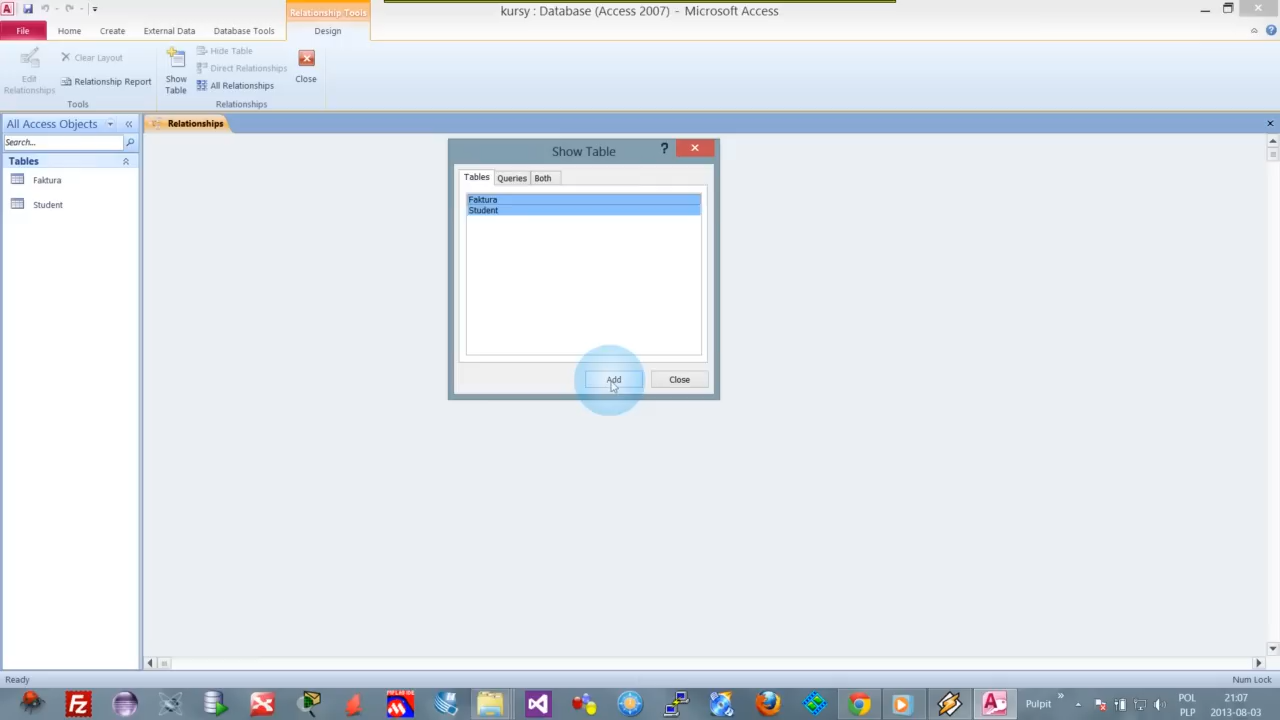 Relationship Tools
kursy : Database (Access 2007) - Microsoft Access
File Home Create External Data Database Tools Design
Edit Relationships
Clear Layout
Relationship Report
Tools
Show Table
Hide Table
Direct Relationships
All Relationships
Relationships
Close
All Access Objects
Search...
Tables
Faktura
Student
Relationships
Show Table
Tables Queries Both
Faktura
Student
Add Close
Ready
Num Lock
Pulpit
POL
PLP
21:07
2013-08-03